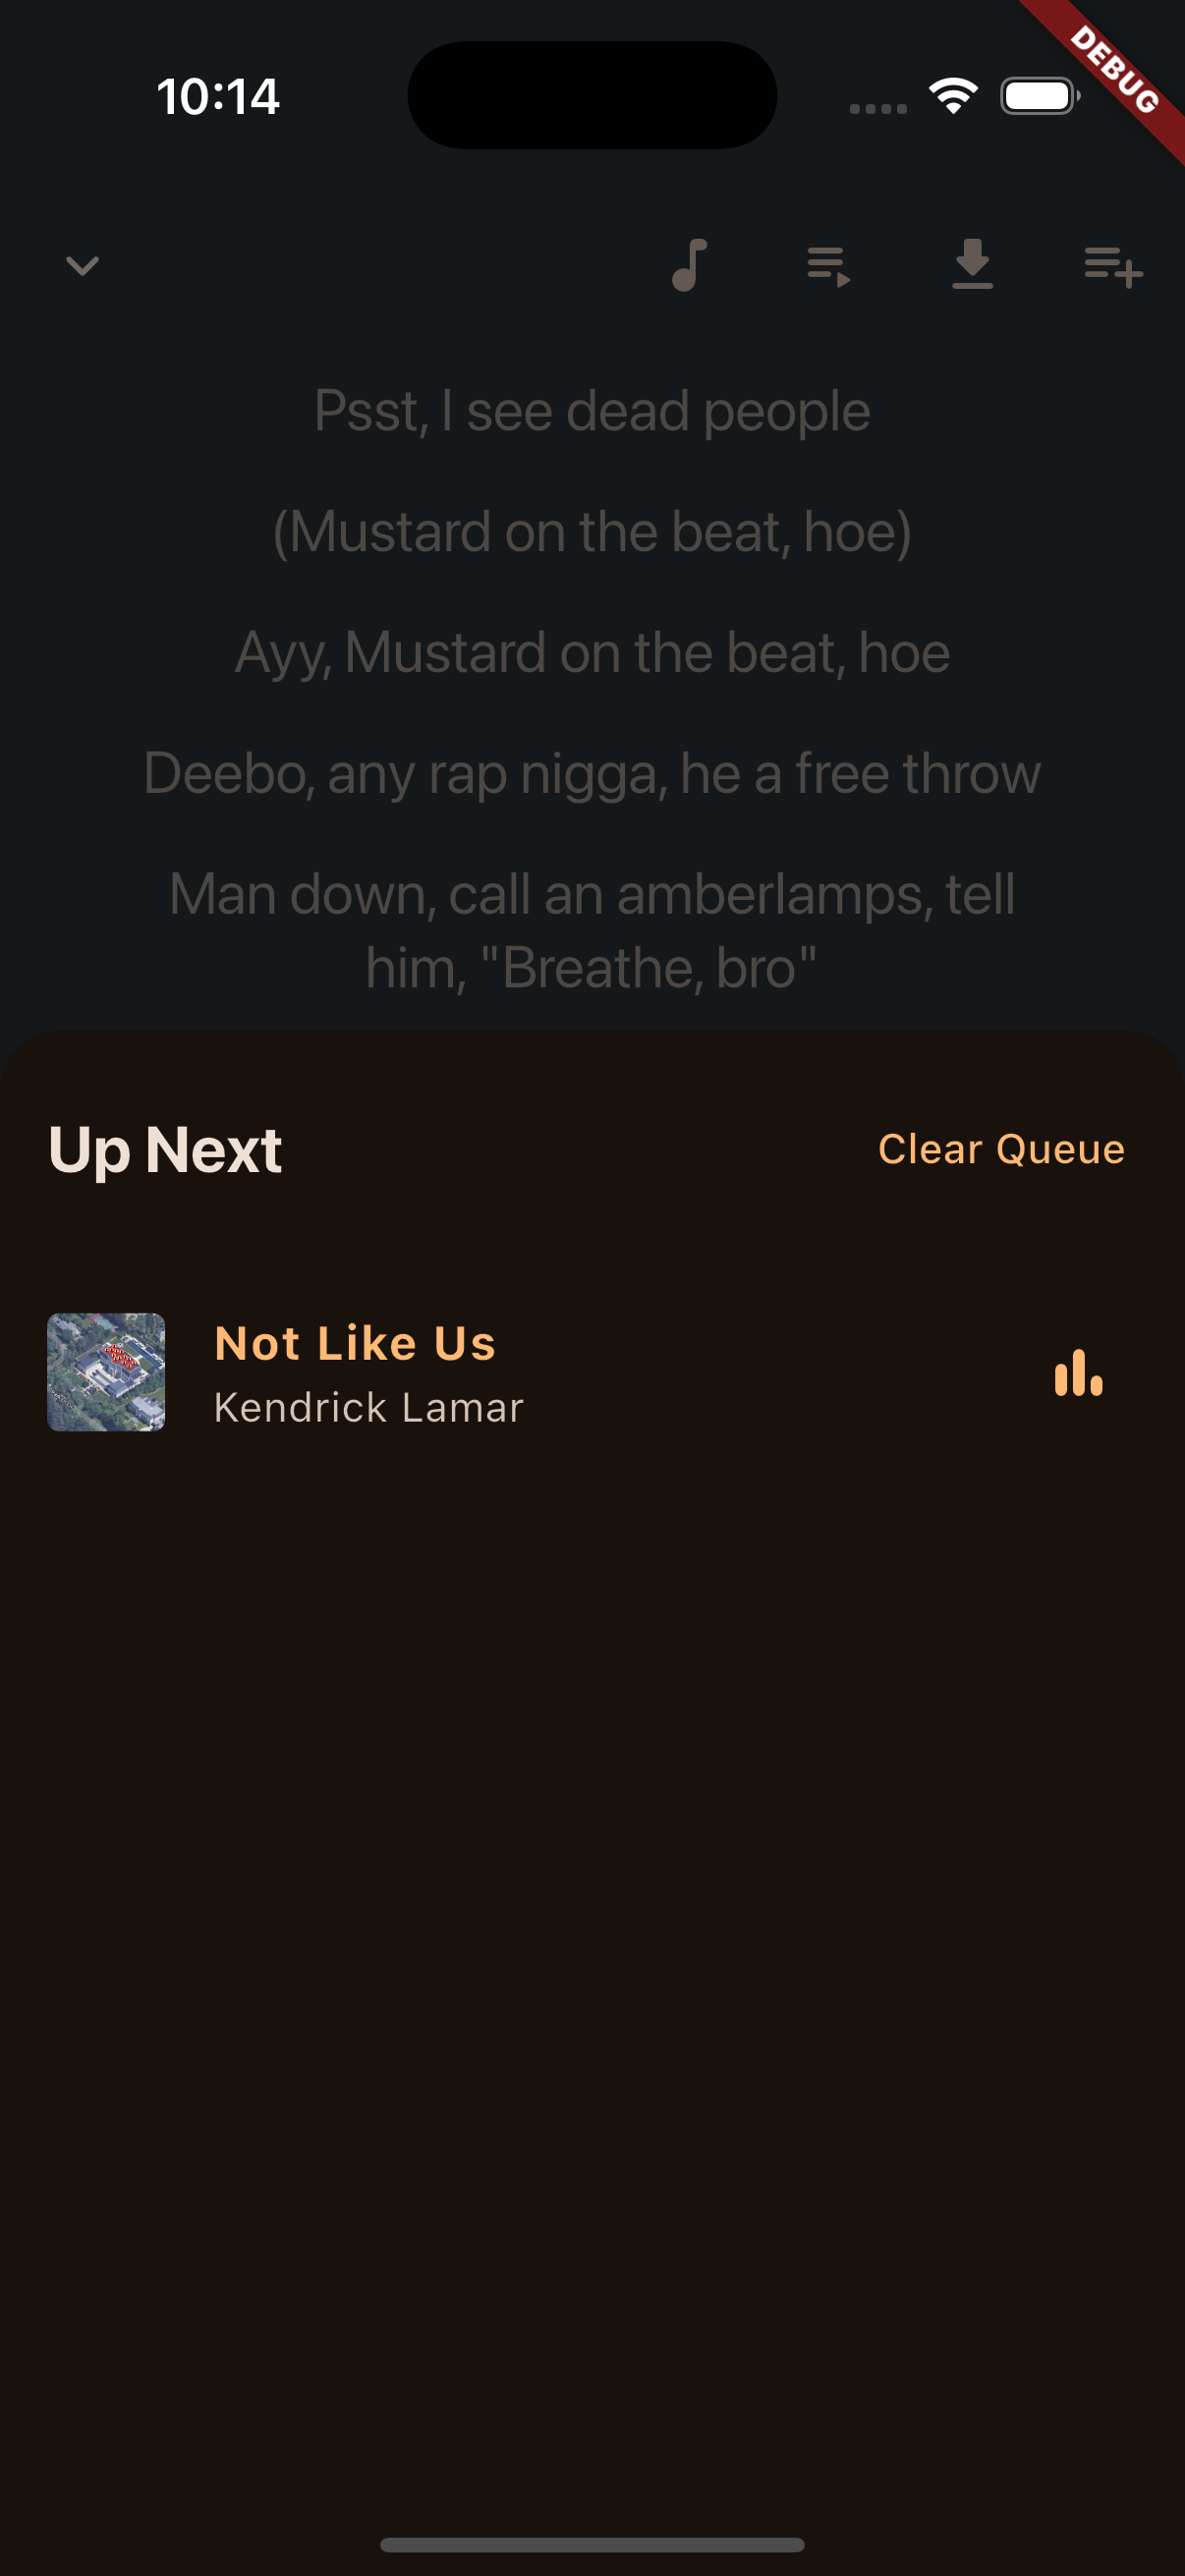 10:14
DEBUG
Psst, I see dead people
(Mustard on the beat, hoe)
Ayy, Mustard on the beat, hoe
Deebo, any rap nigga, he a free throw
Man down, call an amberlamps, tell
him, "Breathe, bro"
Up Next
Clear Queue
Not Like Us
Kendrick Lamar